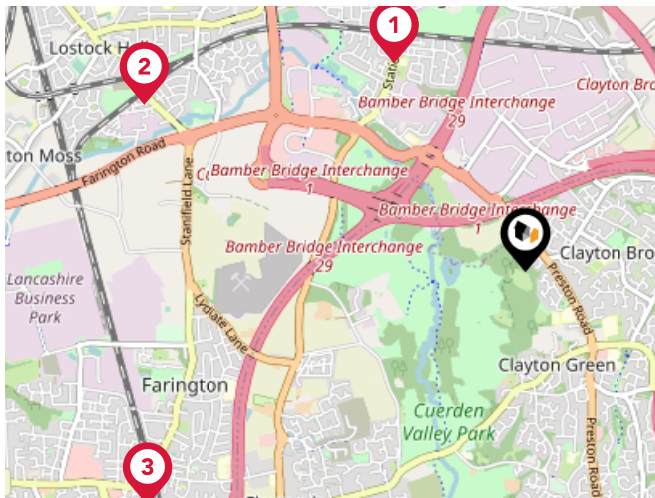 1
Lostock H
2
Stati
Bamber Bridge Interchange
29
Clayton Bro
ton Moss
Farington Road
Bamber Bridge Interchange
1
Bamber Bridge Interchange
1
Stanifield Lane
Bamber Bridge Interchange
29
Clayton Bro
Lancashire
Business
Park
Preston Road
Lydiate Lane
Clayton Green
Farington
Cuerden
Valley Park
Preston Road
3